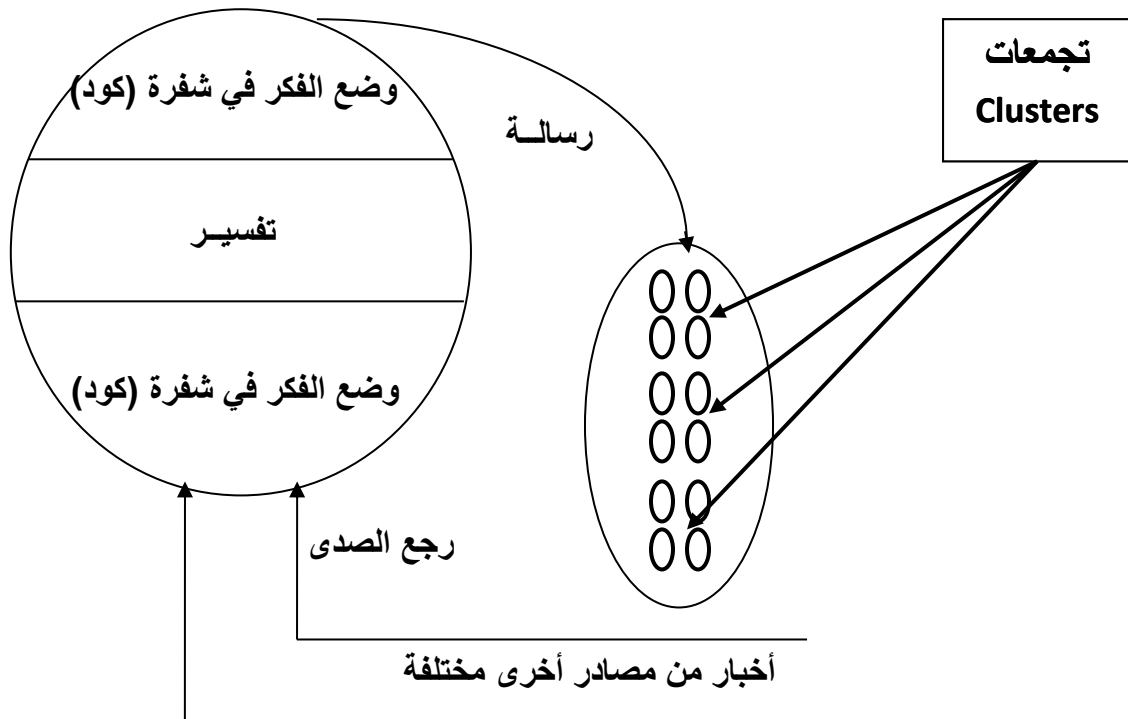 تجمعات
Clusters
وضع الفكر في شفرة (كود)
رسالــة
تفسيــر
وضع الفكر في شفرة (كود)
رجع الصدى
أخبار من مصادر أخرى مختلفة